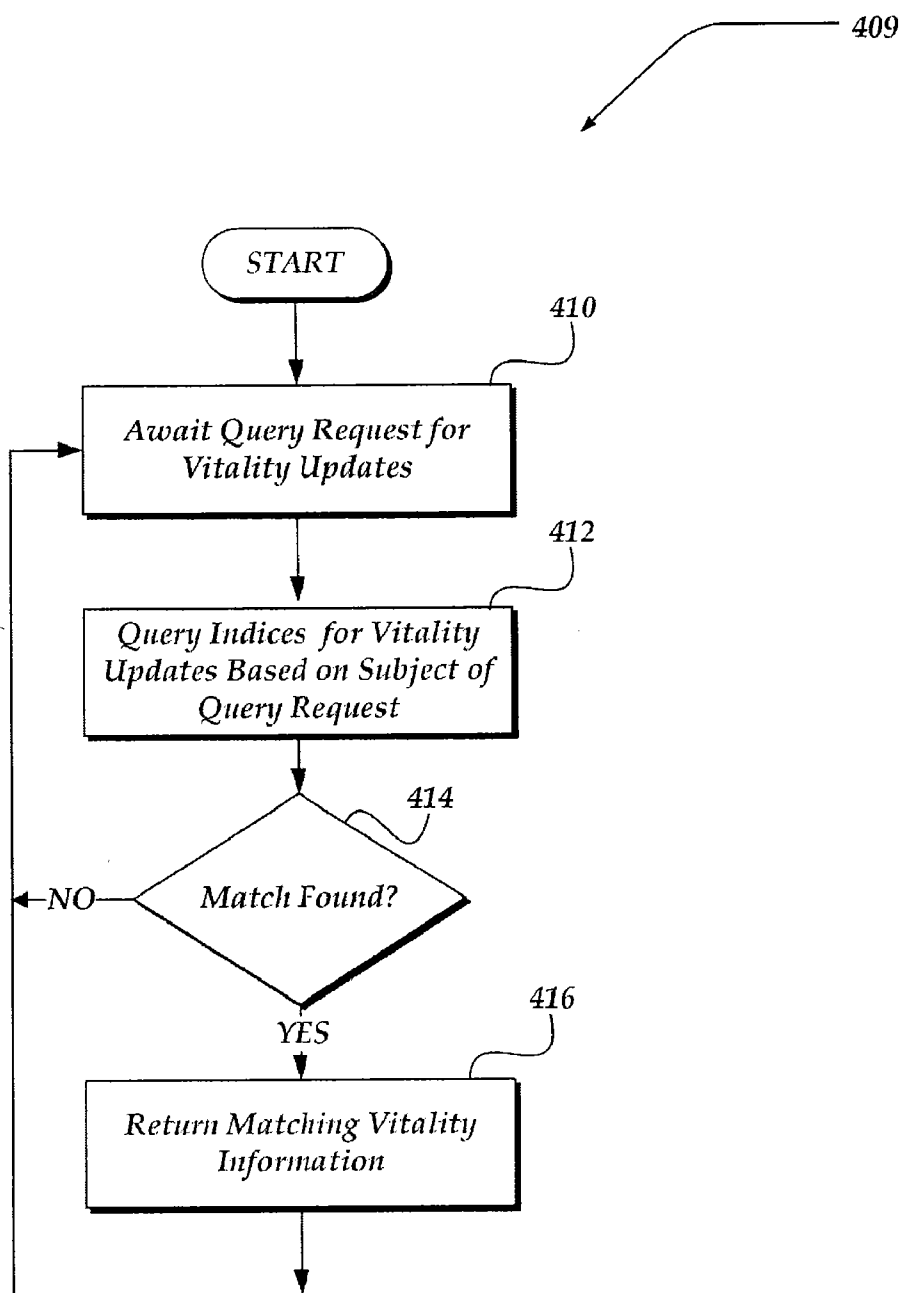 409
START
410
Await Query Request for
Vitality Updates
412
Query Indices for Vitality
Updates Based on Subject of
Query Request
414
Match Found?
NO
YES
416
Return Matching Vitality
Information